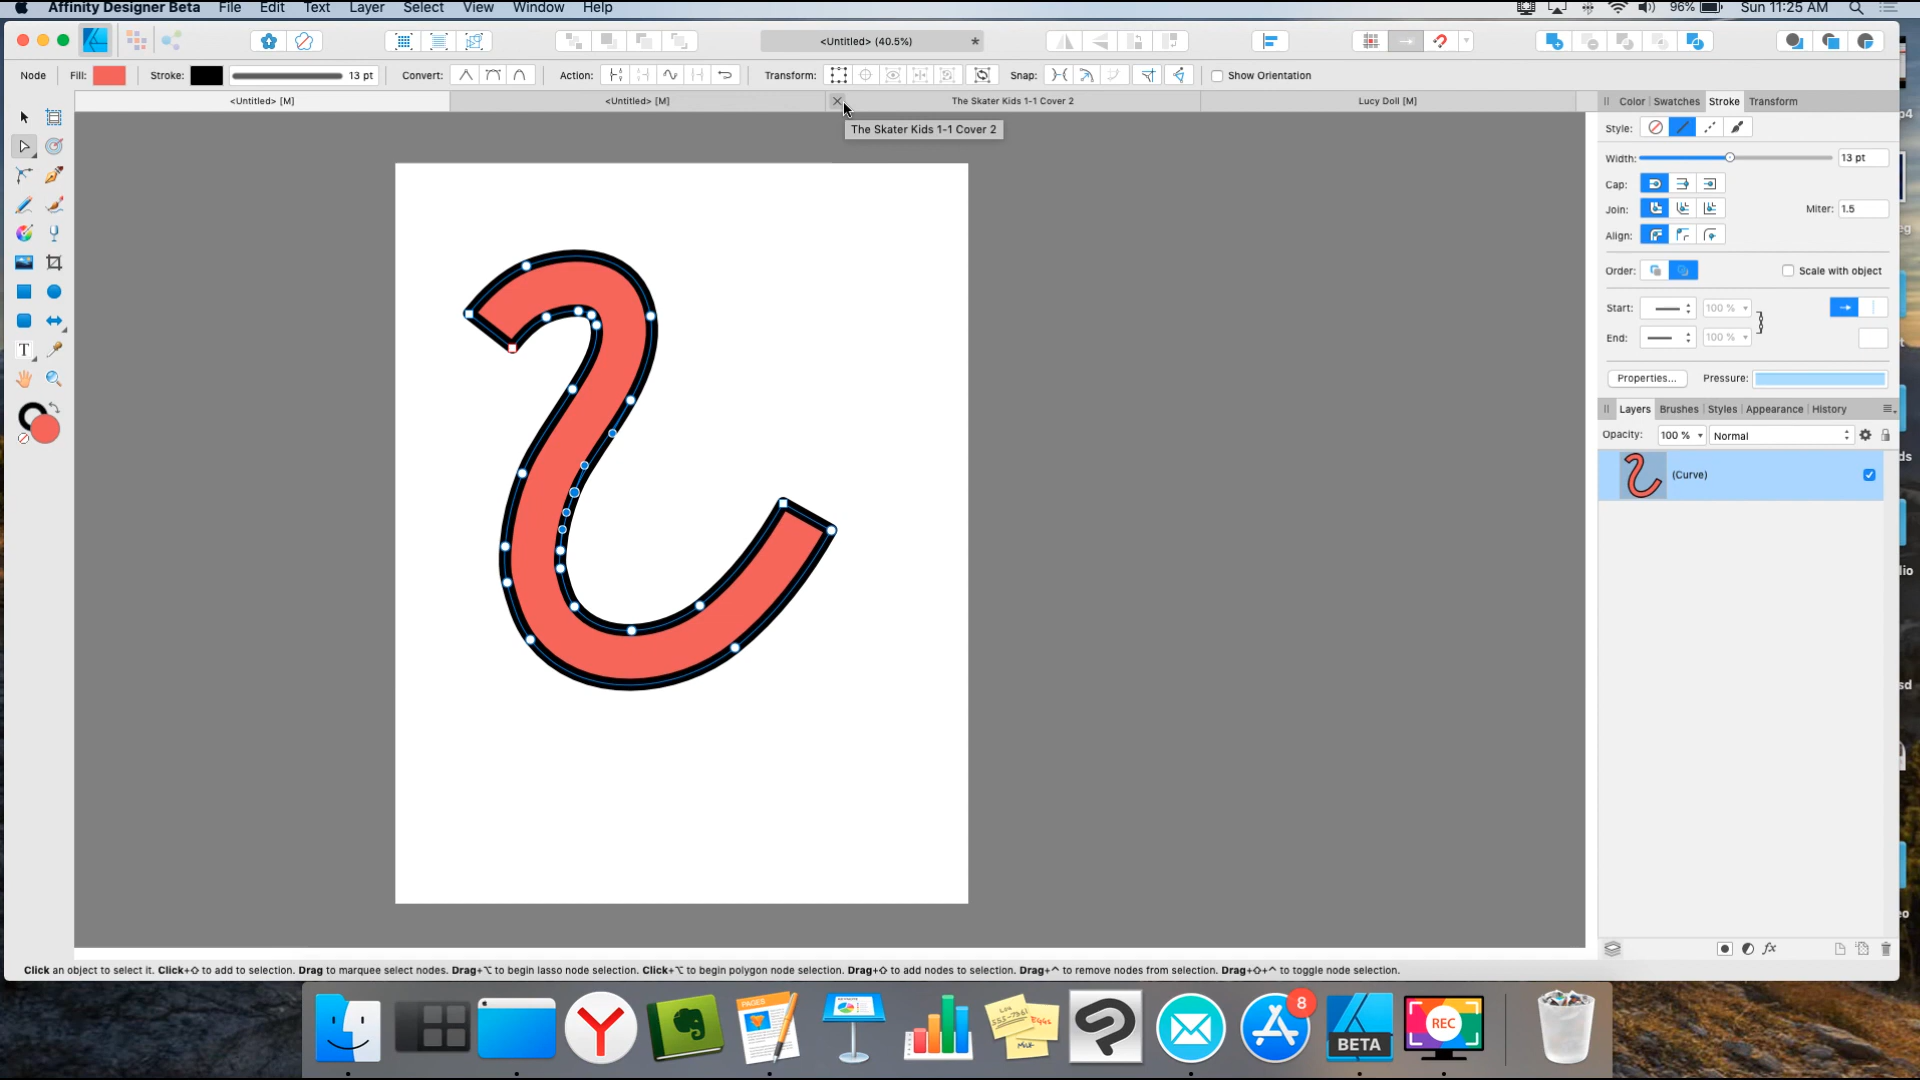 Affinity Designer Beta File Edit Text Layer Select View Window Help 96% Sun 11:25 AM
<Untitled> (40.5%) *
Node Fill: Stroke: 13 pt Convert: Action: Transform: Snap: Show Orientation
<Untitled> [M] <Untitled> [M] The Skater Kids 1-1 Cover 2 Lucy Doll [M]
The Skater Kids 1-1 Cover 2
Color Swatches Stroke Transform
Style:
Width: 13 pt
Cap:
Join: Miter: 1.5
Align:
Order: Scale with object
Start: 100 %
End: 100 %
Properties... Pressure:
Layers Brushes Styles Appearance History
Opacity: 100 % Normal
(Curve)
fx
T
Click an object to select it. Click+⇧ to add to selection. Drag to marquee select nodes. Drag+⌥ to begin lasso node selection. Click+⌥ to begin polygon node selection. Drag+⇧ to add nodes to selection. Drag+⌃ to remove nodes from selection. Drag+⇧+⌃ to toggle node selection.
PAGES
KEYNOTE
8
BETA
REC